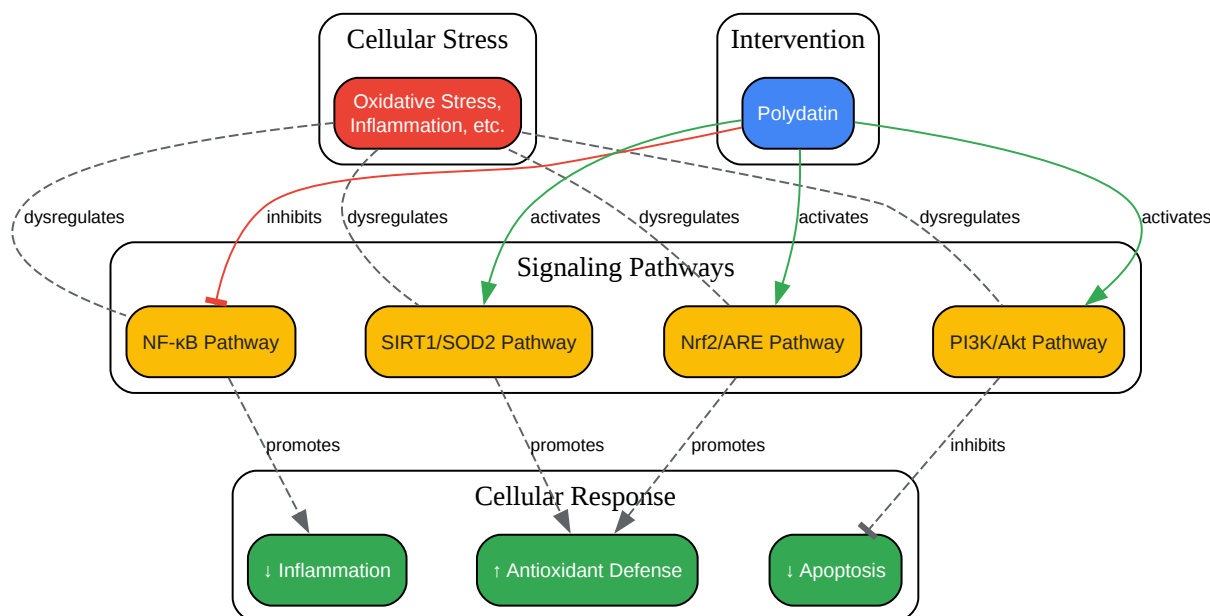 Cellular Stress
Intervention
Oxidative Stress,
Inflammation, etc.
Polydatin
dysregulates
inhibits
dysregulates
activates
dysregulates
activates
dysregulates
activates
Signaling Pathways
NF-κB Pathway
SIRT1/SOD2 Pathway
Nrf2/ARE Pathway
PI3K/Akt Pathway
promotes
promotes
promotes
inhibits
Cellular Response
↓ Inflammation
↑ Antioxidant Defense
↓ Apoptosis